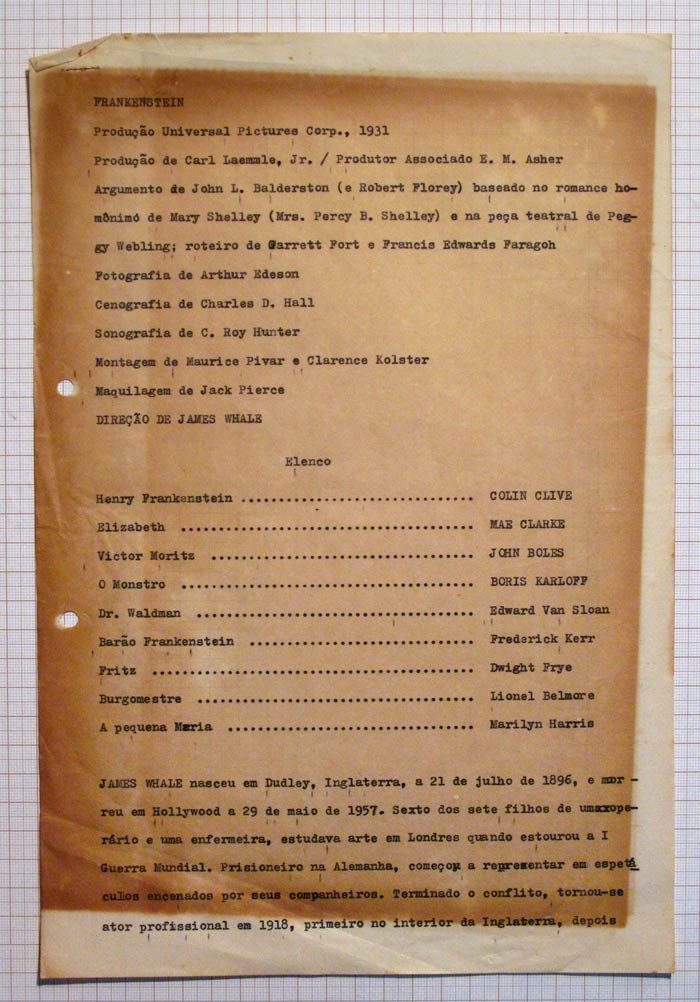 FRANKENSTEIN
Produção Universal Pictures Corp., 1931
Produção de Carl Laemmle, Jr. / Produtor Associado E. M. Asher
Argumento de John L. Balderston (e Robert Florey) baseado no romance ho-
mônimo de Mary Shelley (Mrs. Percy B. Shelley) e na peça teatral de Peg-
gy Webling; roteiro de Garrett Fort e Francis Edwards Faragoh
Fotografia de Arthur Edeson
Cenografia de Charles D. Hall
Sonografia de C. Roy Hunter
Montagem de Maurice Pivar e Clarence Kolster
Maquilagem de Jack Pierce
DIREÇÃO DE JAMES WHALE
Elenco
Henry Frankenstein .............................. COLIN CLIVE
Elizabeth ...................................... MAE CLARKE
Victor Moritz .................................. JOHN BOLES
O Monstro ...................................... BORIS KARLOFF
Dr. Waldman .................................... Edward Van Sloan
Barão Frankenstein ............................. Frederick Kerr
Fritz .......................................... Dwight Frye
Burgomestre .................................... Lionel Belmore
A pequena Maria ................................ Marilyn Harris
JAMES WHALE nasceu em Dudley, Inglaterra, a 21 de julho de 1896, e mor-
reu em Hollywood a 29 de maio de 1957. Sexto dos sete filhos de um ope-
rário e uma enfermeira, estudava arte em Londres quando estourou a I
Guerra Mundial. Prisioneiro na Alemanha, começou a representar em espetá
culos encenados por seus companheiros. Terminado o conflito, tornou-se
ator profissional em 1918, primeiro no interior da Inglaterra, depois